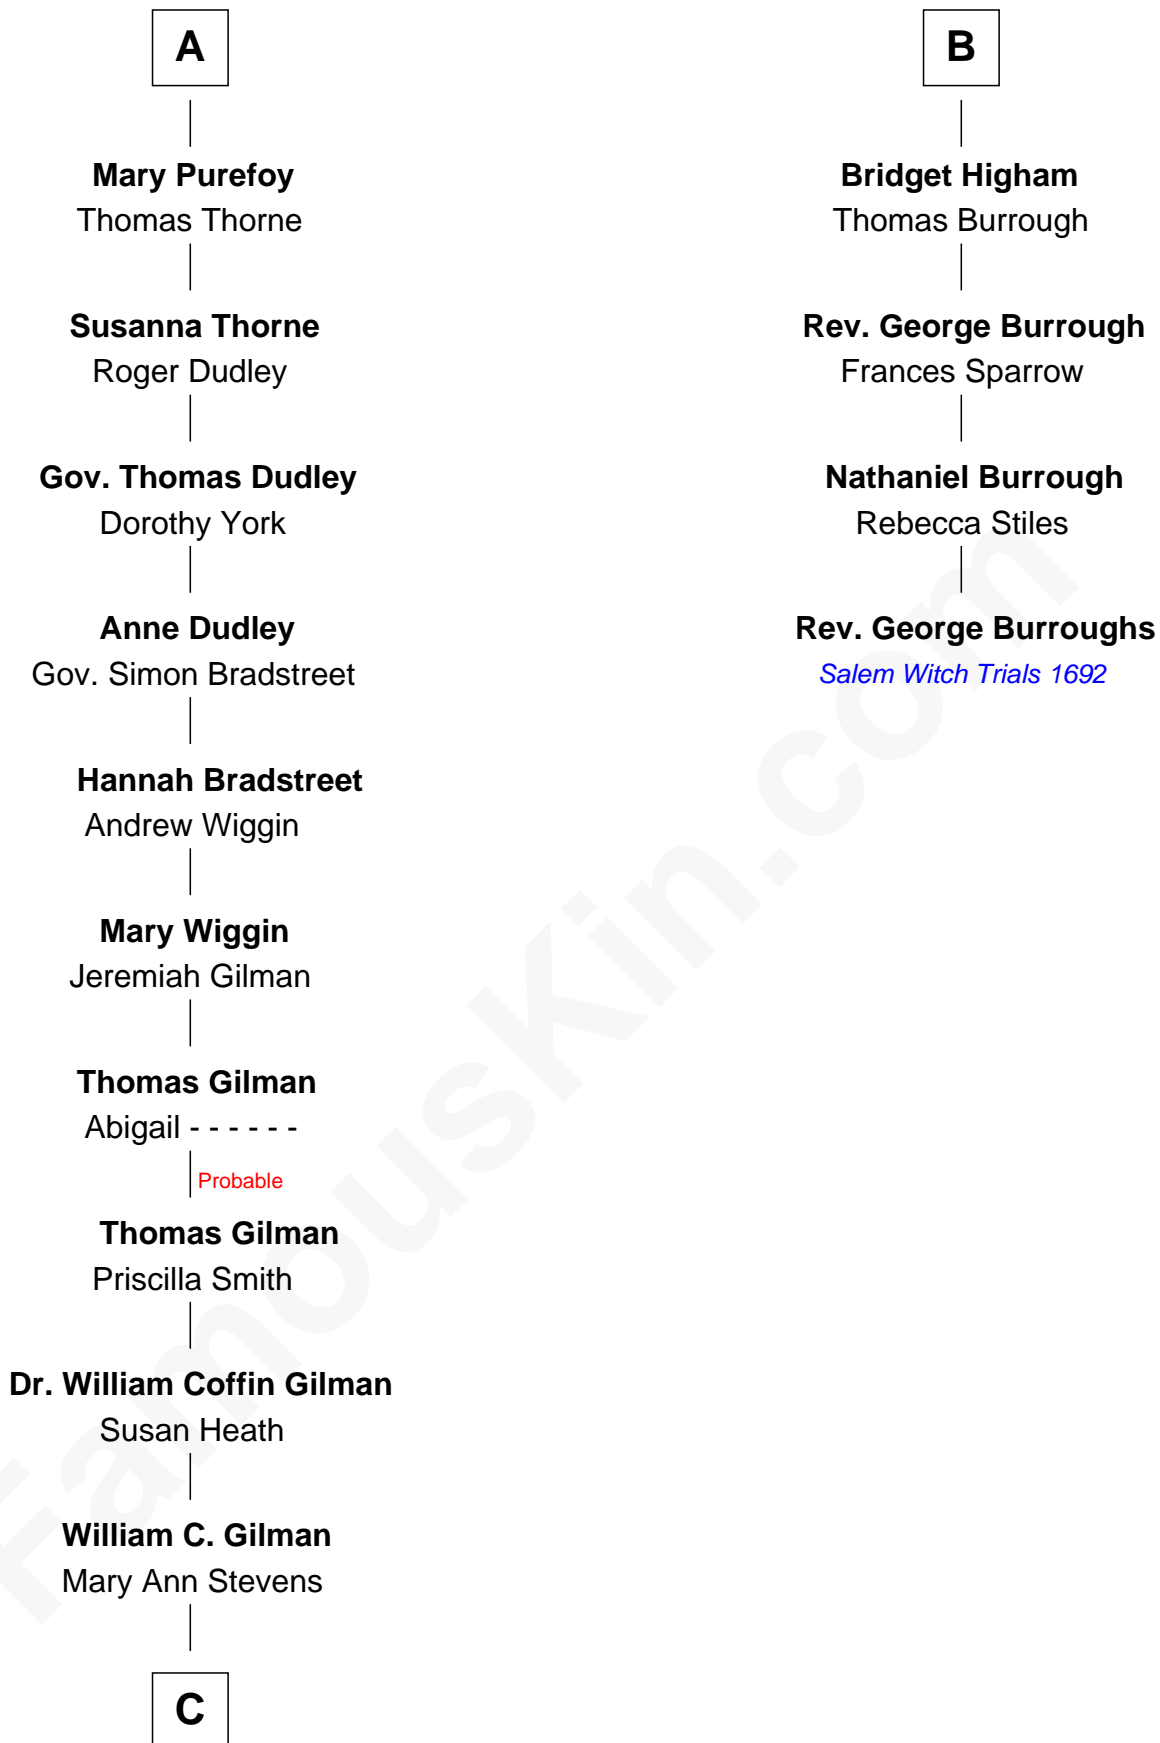 A
Mary Purefoy
Thomas Thorne
Susanna Thorne
Roger Dudley
Gov. Thomas Dudley
Dorothy York
Anne Dudley
Gov. Simon Bradstreet
Hannah Bradstreet
Andrew Wiggin
Mary Wiggin
Jeremiah Gilman
Thomas Gilman
Abigail - - - - - -
Probable
Thomas Gilman
Priscilla Smith
Dr. William Coffin Gilman
Susan Heath
William C. Gilman
Mary Ann Stevens
C
B
Bridget Higham
Thomas Burrough
Rev. George Burrough
Frances Sparrow
Nathaniel Burrough
Rebecca Stiles
Rev. George Burroughs
Salem Witch Trials 1692
FamousKin.com